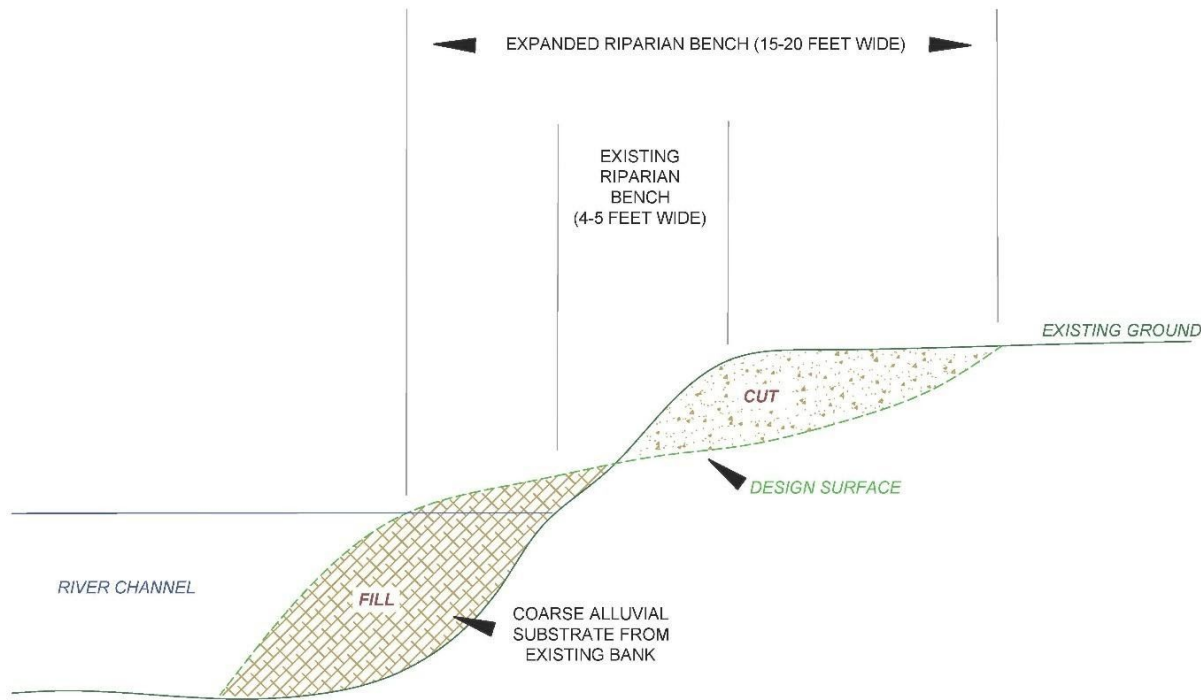 EXPANDED RIPARIAN BENCH (15-20 FEET WIDE)
EXISTING
RIPARIAN
BENCH
(4-5 FEET WIDE)
EXISTING GROUND
CUT
DESIGN SURFACE
RIVER CHANNEL
FILL
COARSE ALLUVIAL
SUBSTRATE FROM
EXISTING BANK